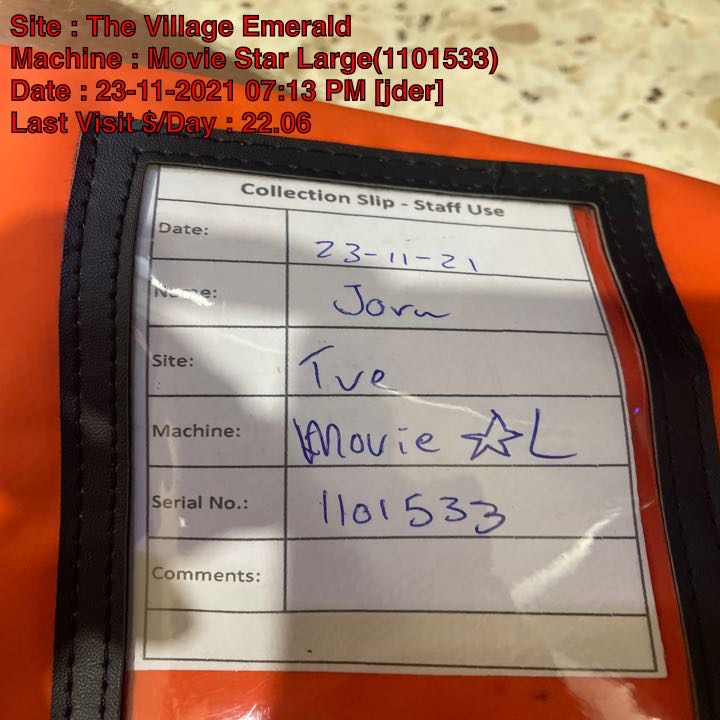 Site : The Village Emerald
Machine : Movie Star Large(1101533)
Date : 23-11-2021 07:13 PM [jder]
Last Visit $/Day : 22.06
Collection Slip - Staff Use
Date: 23-11-21
Name:
Site: Tve
Machine: Movie ☆L
Serial No.: 1101533
Comments: